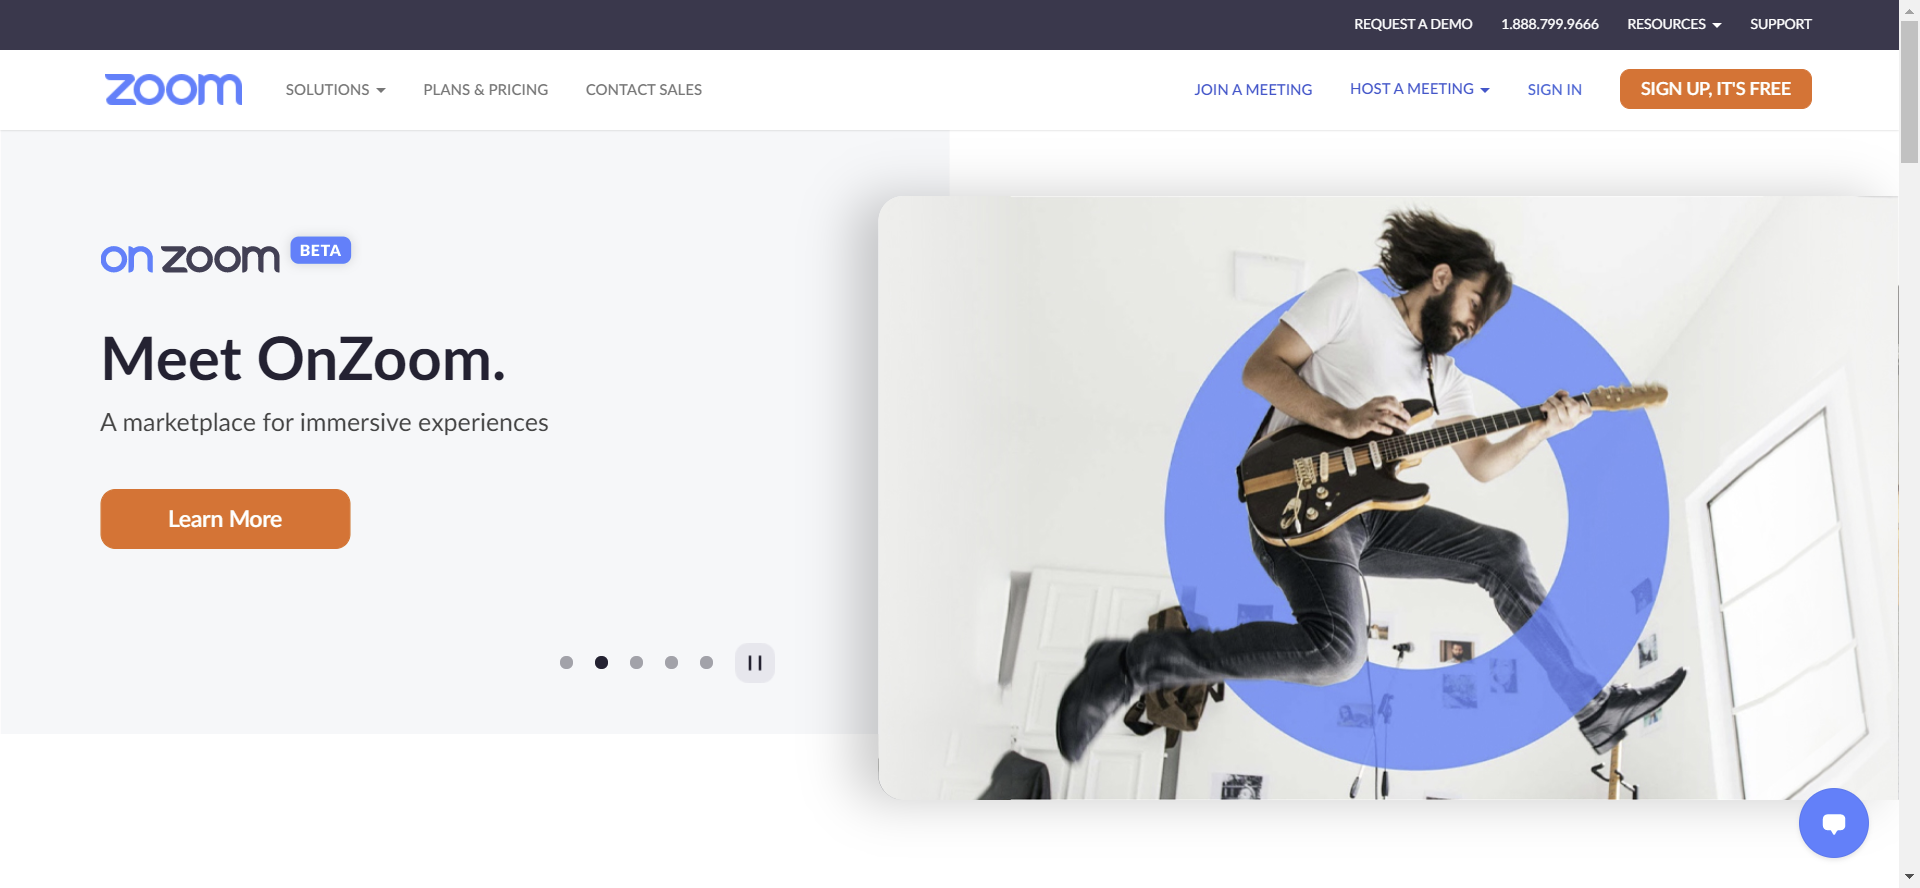 REQUEST A DEMO 1.888.799.9666 RESOURCES SUPPORT
zoom SOLUTIONS PLANS & PRICING CONTACT SALES JOIN A MEETING HOST A MEETING SIGN IN SIGN UP, IT'S FREE
on zoom BETA
Meet OnZoom.
A marketplace for immersive experiences
Learn More